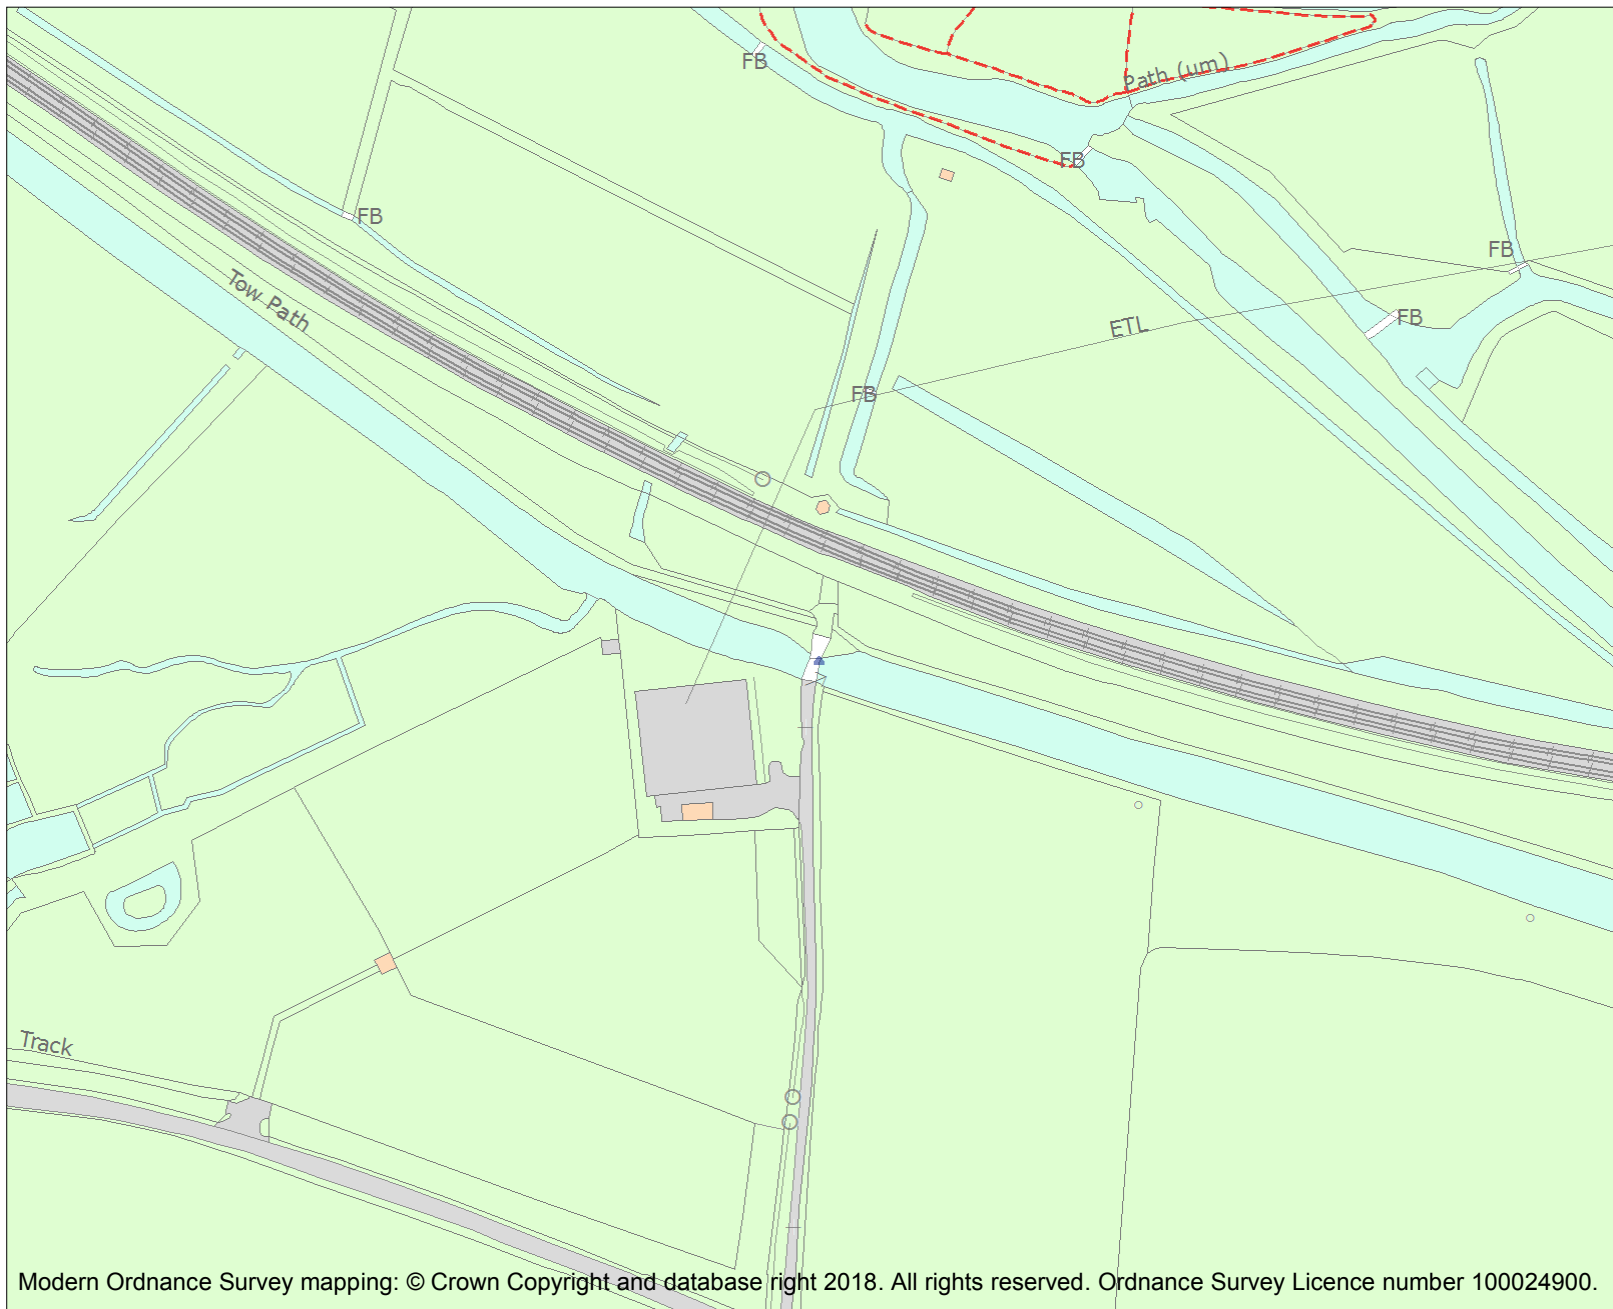 FB
Path (um)
FB
FB
FB
Tow Path
FB
ETL
FB
Track
Modern Ordnance Survey mapping: © Crown Copyright and database right 2018. All rights reserved. Ordnance Survey Licence number 100024900.